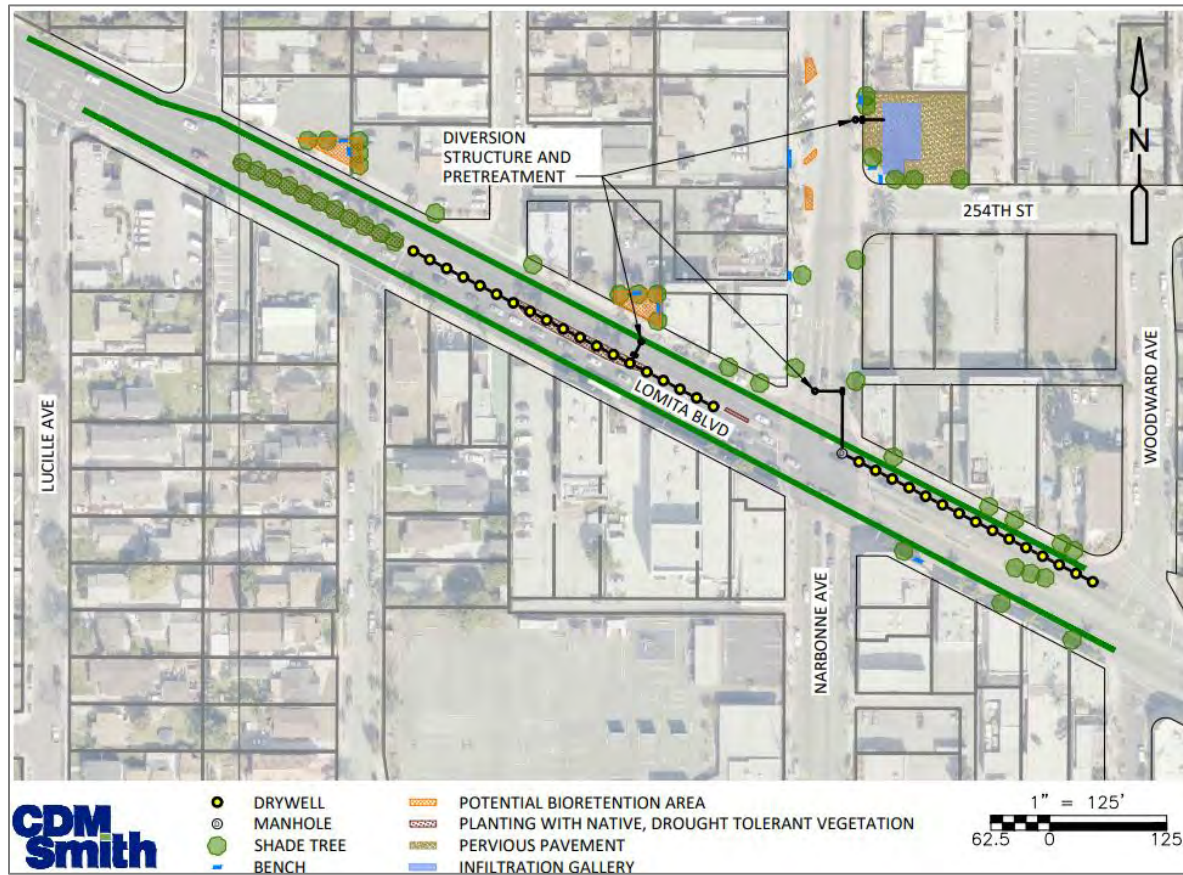 DIVERSION
STRUCTURE AND
PRETREATMENT
N
254TH ST
LUCILLE AVE
LOMITA BLVD
NARBONNE AVE
WOODWARD AVE
CDM
Smith
DRYWELL
MANHOLE
SHADE TREE
BENCH
POTENTIAL BIORETENTION AREA
PLANTING WITH NATIVE, DROUGHT TOLERANT VEGETATION
PERVIOUS PAVEMENT
INFILTRATION GALLERY
1" = 125'
62.5 0 125